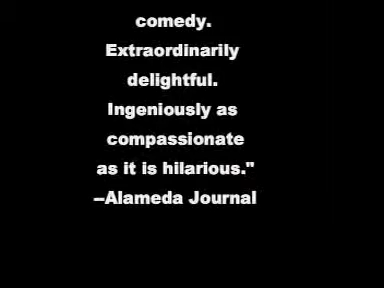 comedy.
Extraordinarily
delightful.
Ingeniously as
compassionate
as it is hilarious."
--Alameda Journal